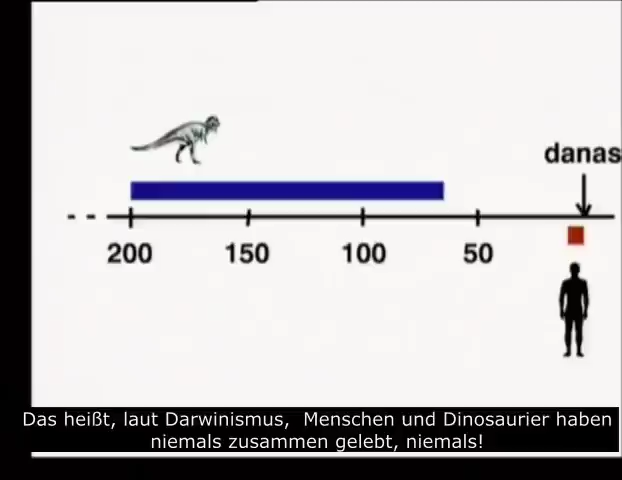 danas
200 150 100 50
Das heißt, laut Darwinismus,  Menschen und Dinosaurier haben
niemals zusammen gelebt, niemals!